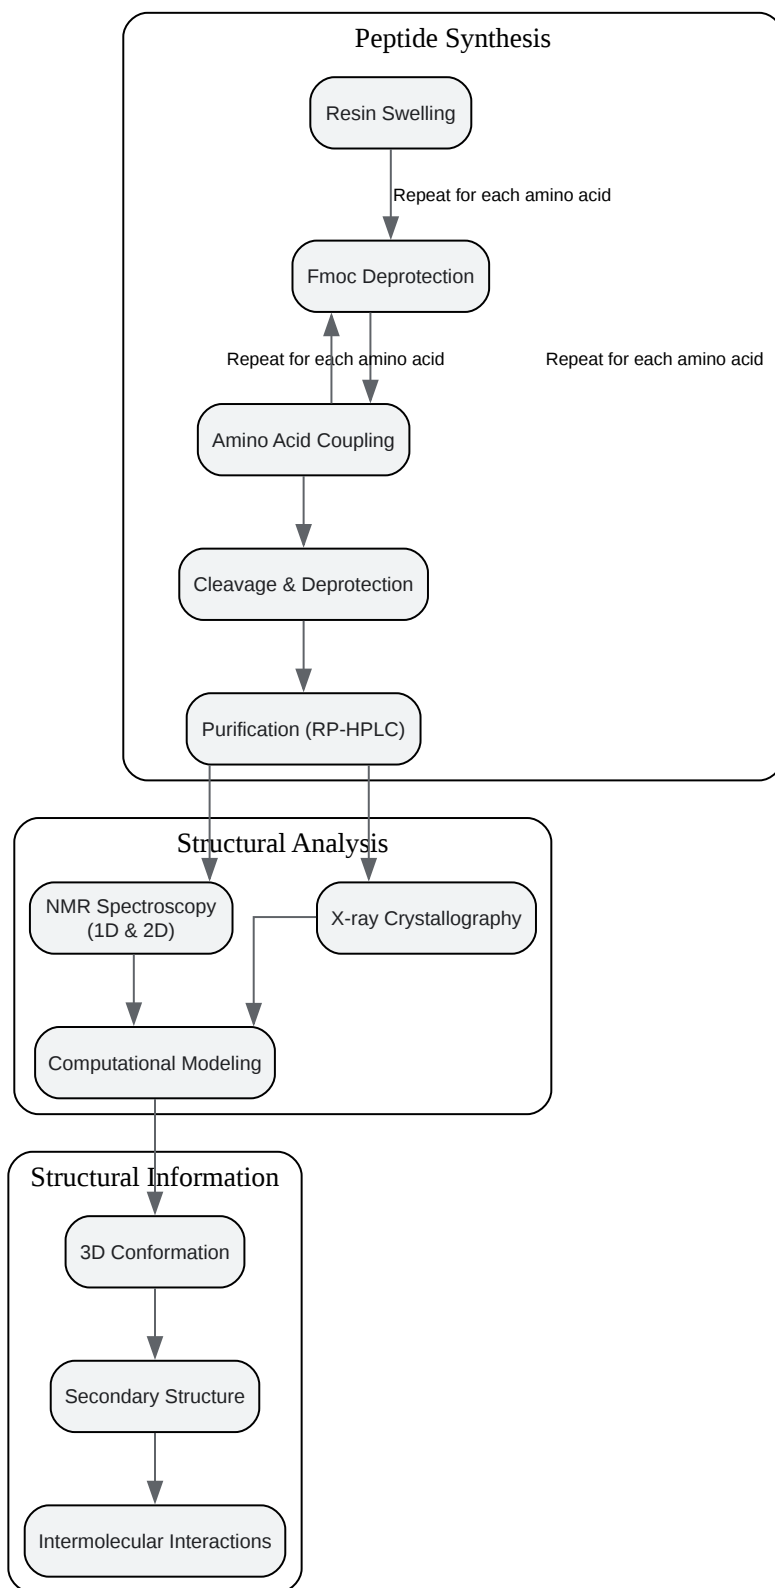 Peptide Synthesis
Resin Swelling
Repeat for each amino acid
Fmoc Deprotection
Repeat for each amino acid
Repeat for each amino acid
Amino Acid Coupling
Cleavage & Deprotection
Purification (RP-HPLC)
Structural Analysis
NMR Spectroscopy
(1D & 2D)
X-ray Crystallography
Computational Modeling
Structural Information
3D Conformation
Secondary Structure
Intermolecular Interactions